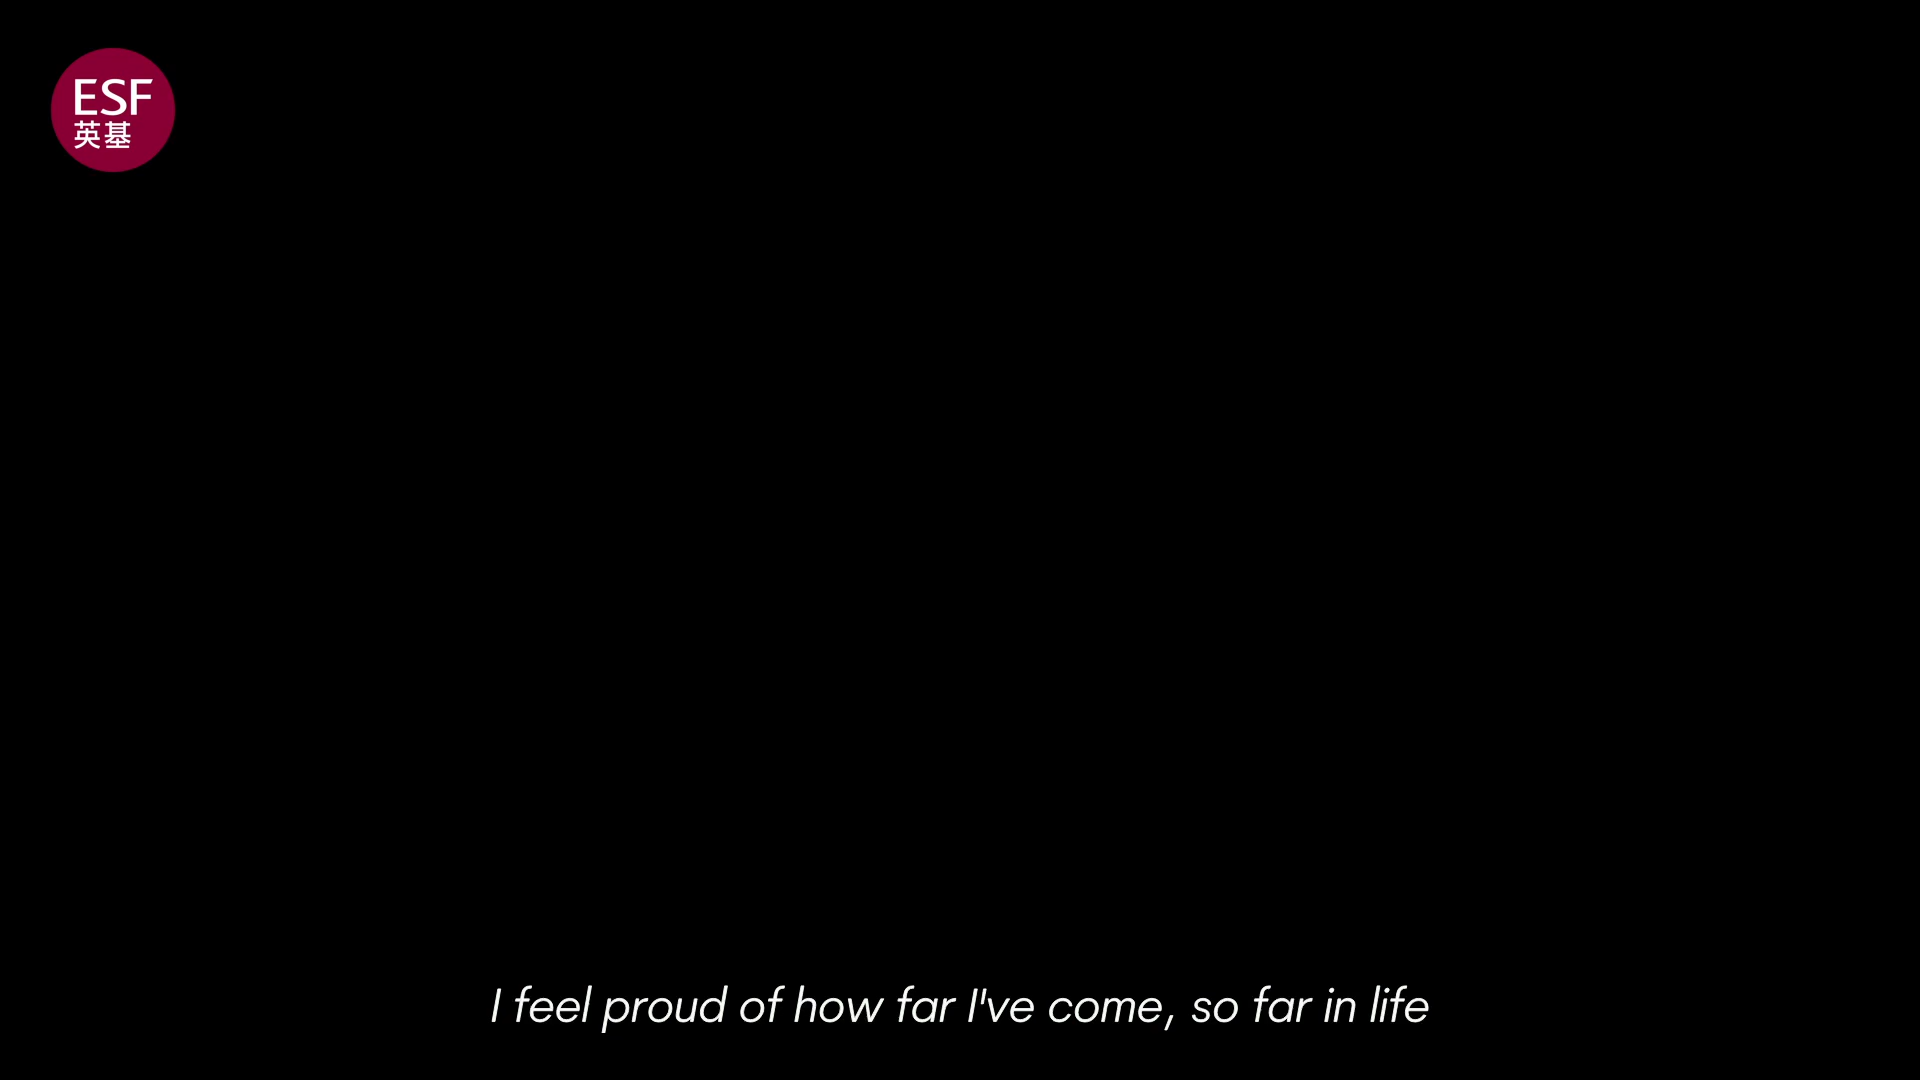 ESF
英基
I feel proud of how far I've come, so far in life